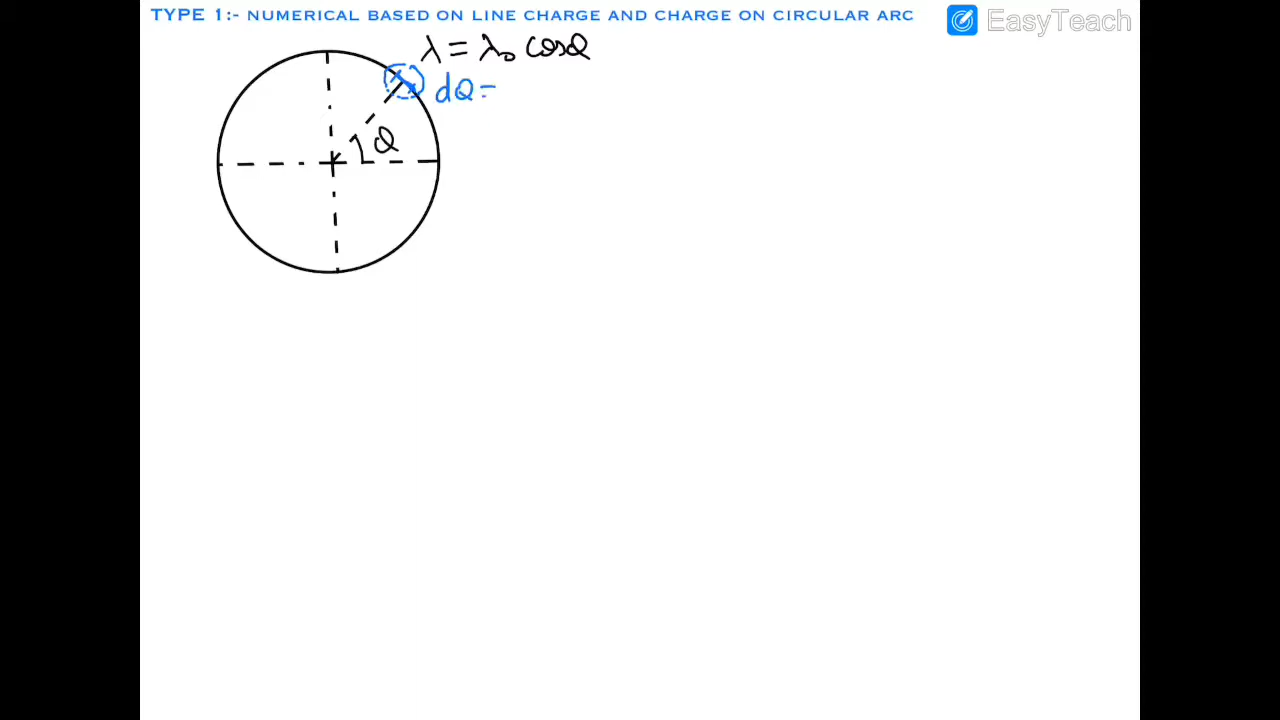 TYPE 1:- NUMERICAL BASED ON LINE CHARGE AND CHARGE ON CIRCULAR ARC
EasyTeach
λ = λ₀ cosθ
dQ =
θ